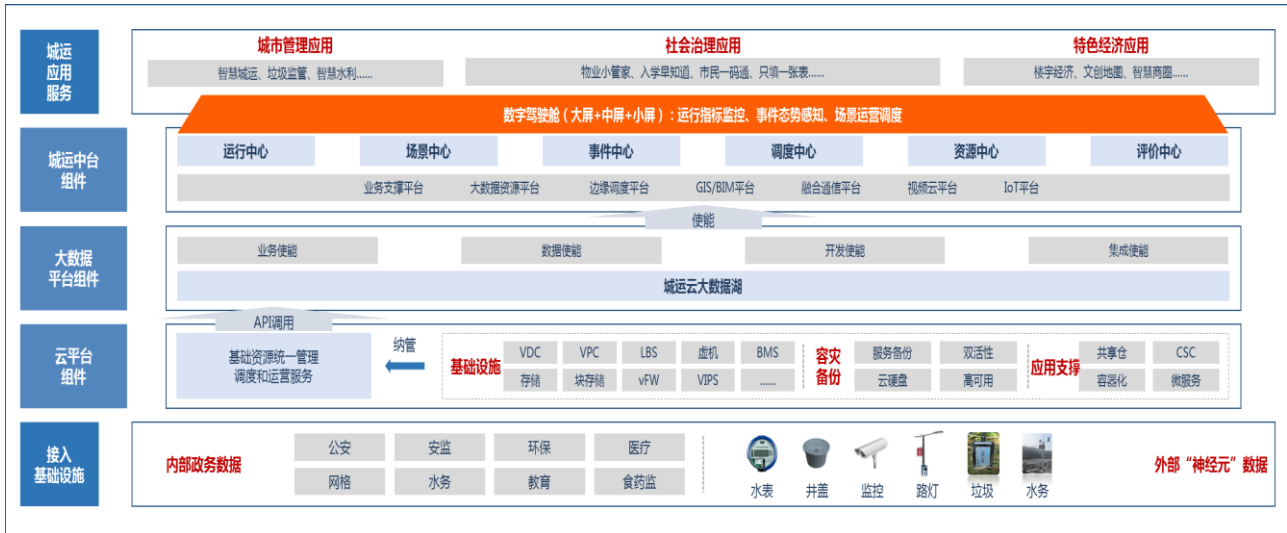 城运
应用
服务
城市管理应用
智慧城运、垃圾监管、智慧水利......
社会治理应用
物业小管家、入学早知道、市民一码通、只填一张表......
特色经济应用
楼宇经济、文创地图、智慧商圈......
数字驾驶舱（大屏+中屏+小屏）:运行指标监控、事件态势感知、场景运营调度
城运中台
组件
运行中心
场景中心
事件中心
调度中心
资源中心
评价中心
业务支撑平台
大数据资源平台
边缘调度平台
GIS/BIM平台
融合通信平台
视频云平台
IoT平台
使能
大数据
平台组件
业务使能
数据使能
开发使能
集成使能
城运云大数据湖
API调用
云平台
组件
基础资源统一管理
调度和运营服务
纳管
基础设施
VDC
VPC
LBS
虚机
BMS
存储
块存储
vFW
VIPS
......
容灾
备份
服务备份
双活性
云硬盘
高可用
应用支撑
共享仓
CSC
容器化
微服务
接入
基础设施
内部政务数据
公安
安监
环保
医疗
网格
水务
教育
食药监
水表
井盖
监控
路灯
垃圾
水务
外部“神经元”数据